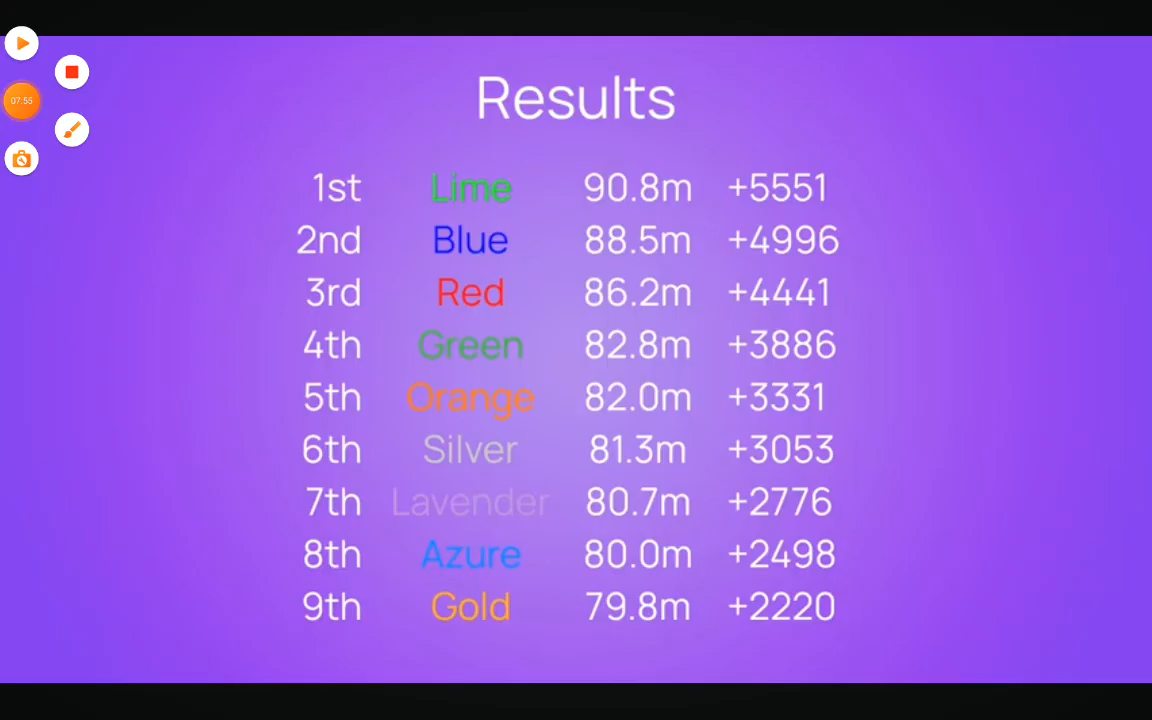 Results
07:55
1st Lime 90.8m +5551
2nd Blue 88.5m +4996
3rd Red 86.2m +4441
4th Green 82.8m +3886
5th Orange 82.0m +3331
6th Silver 81.3m +3053
7th Lavender 80.7m +2776
8th Azure 80.0m +2498
9th Gold 79.8m +2220